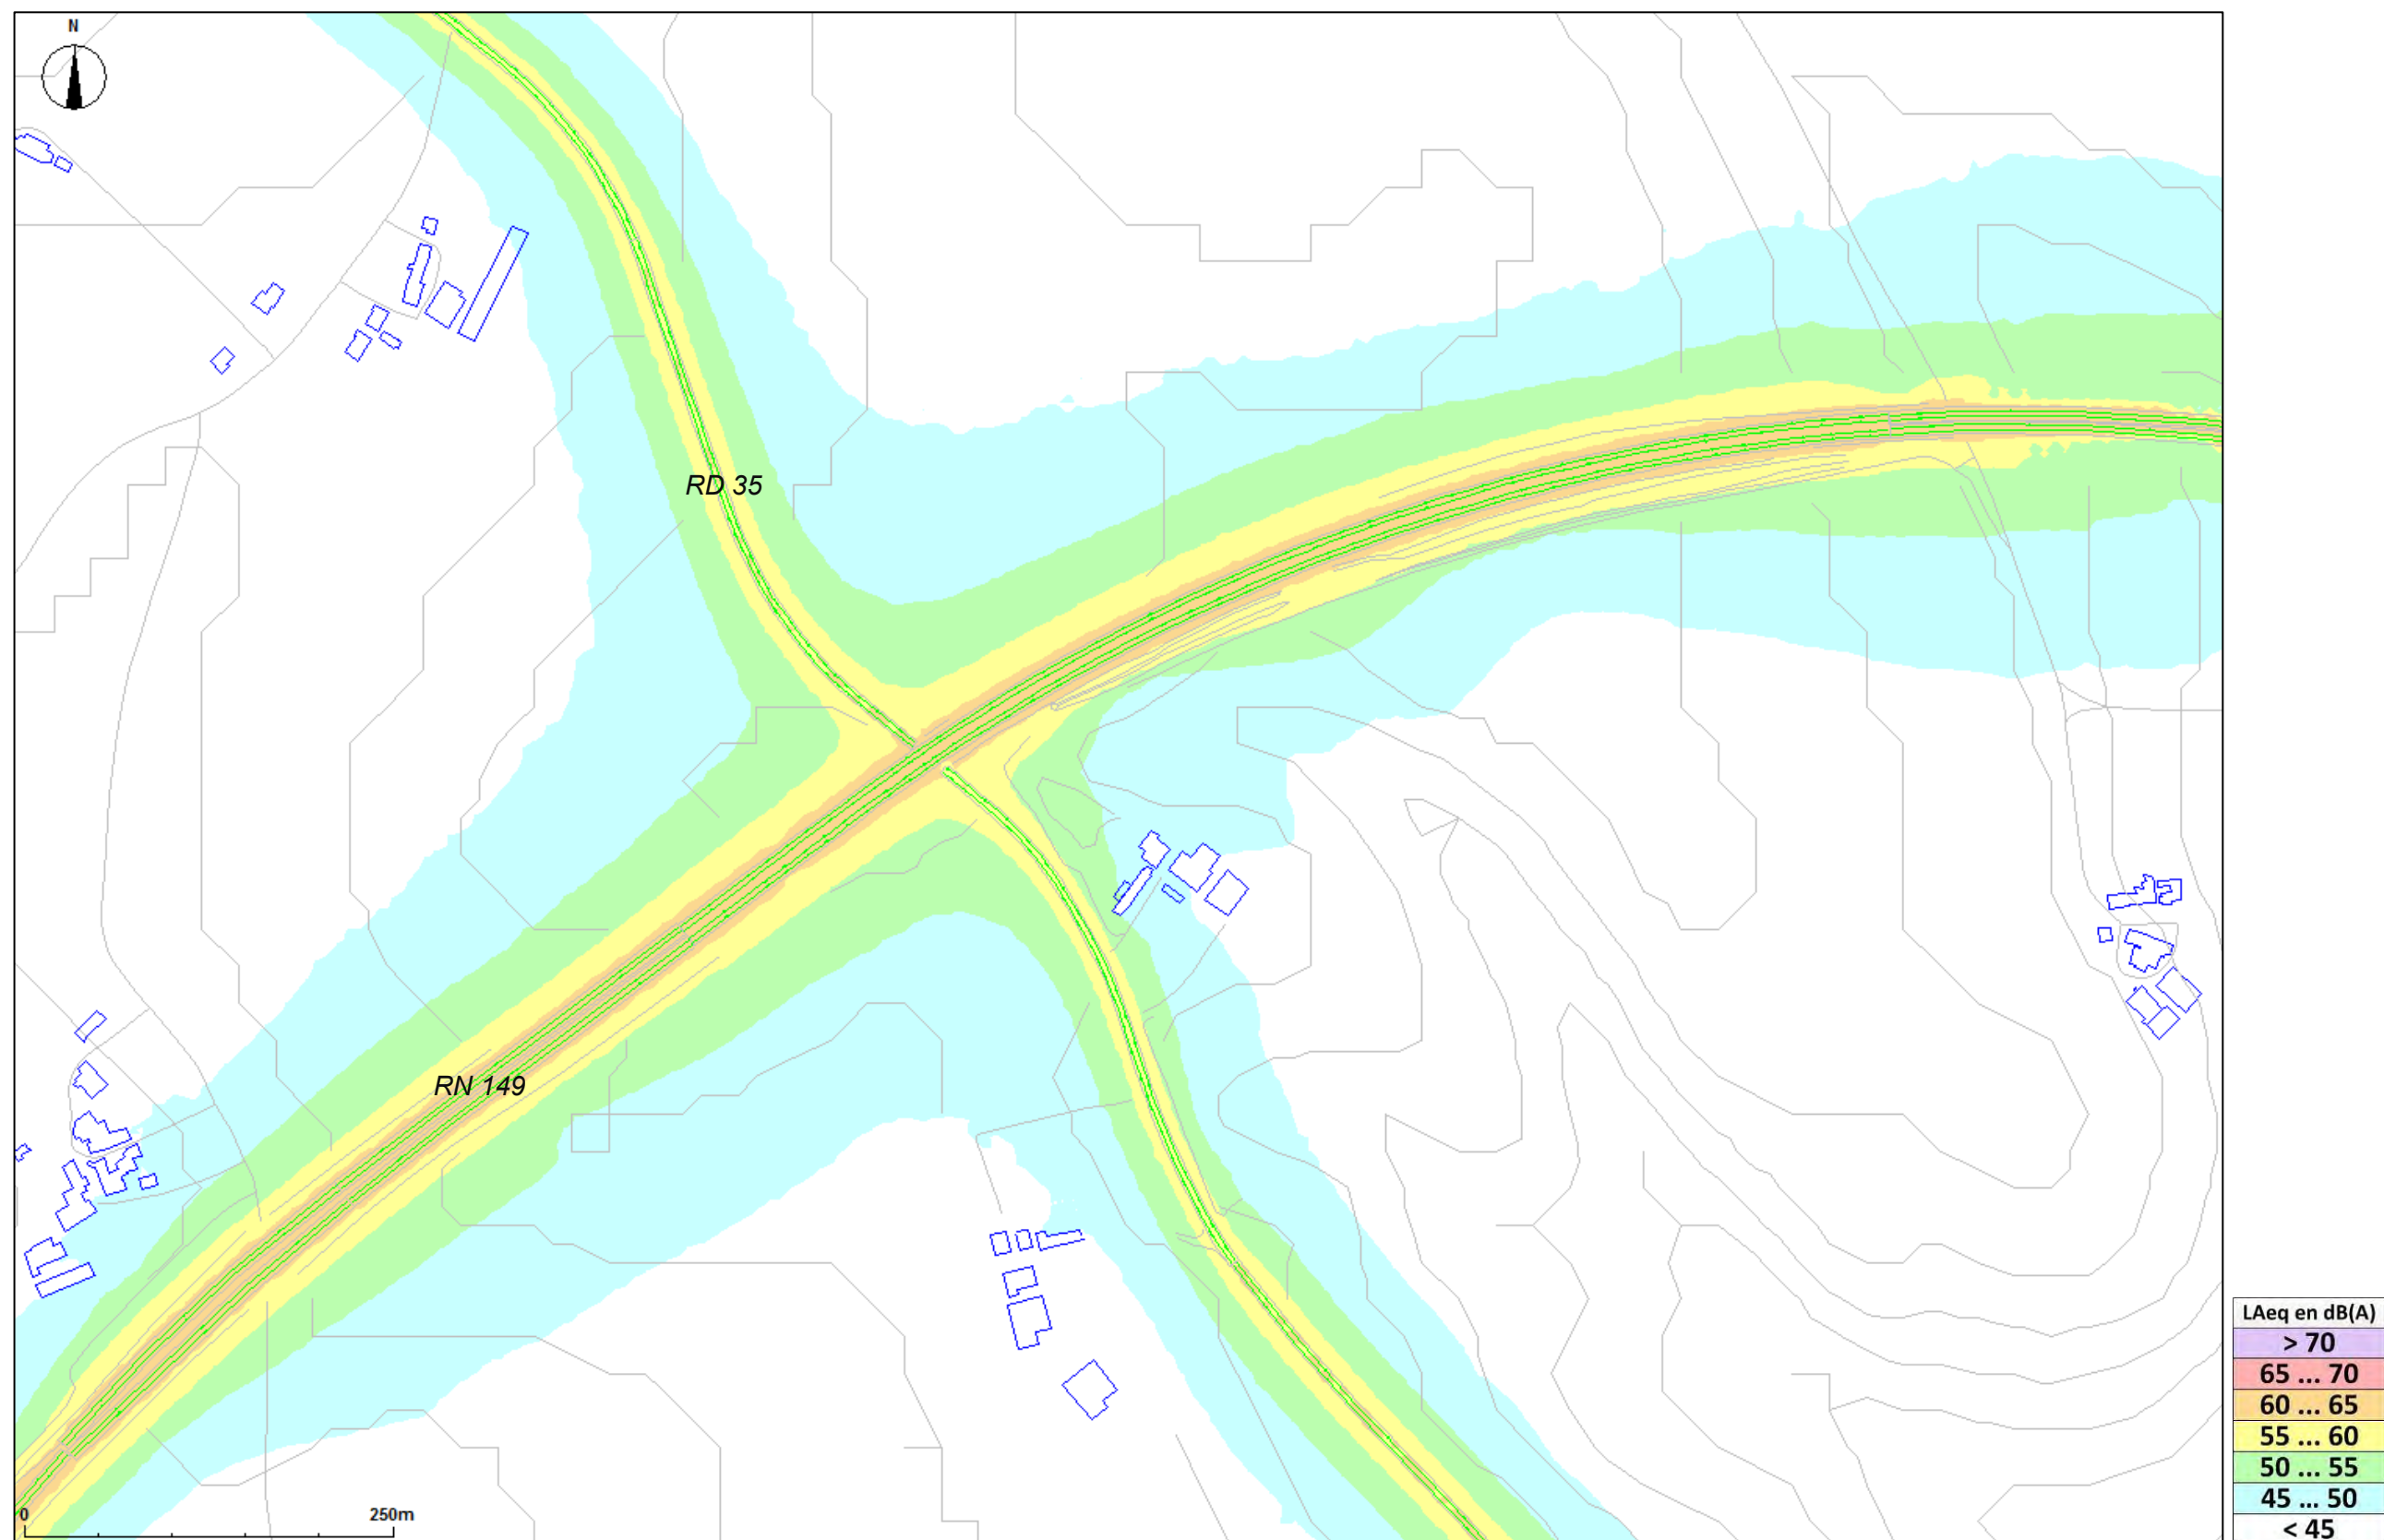 N
RD 35
RN 149
0 250m
LAeq en dB(A)
> 70
65 ... 70
60 ... 65
55 ... 60
50 ... 55
45 ... 50
< 45